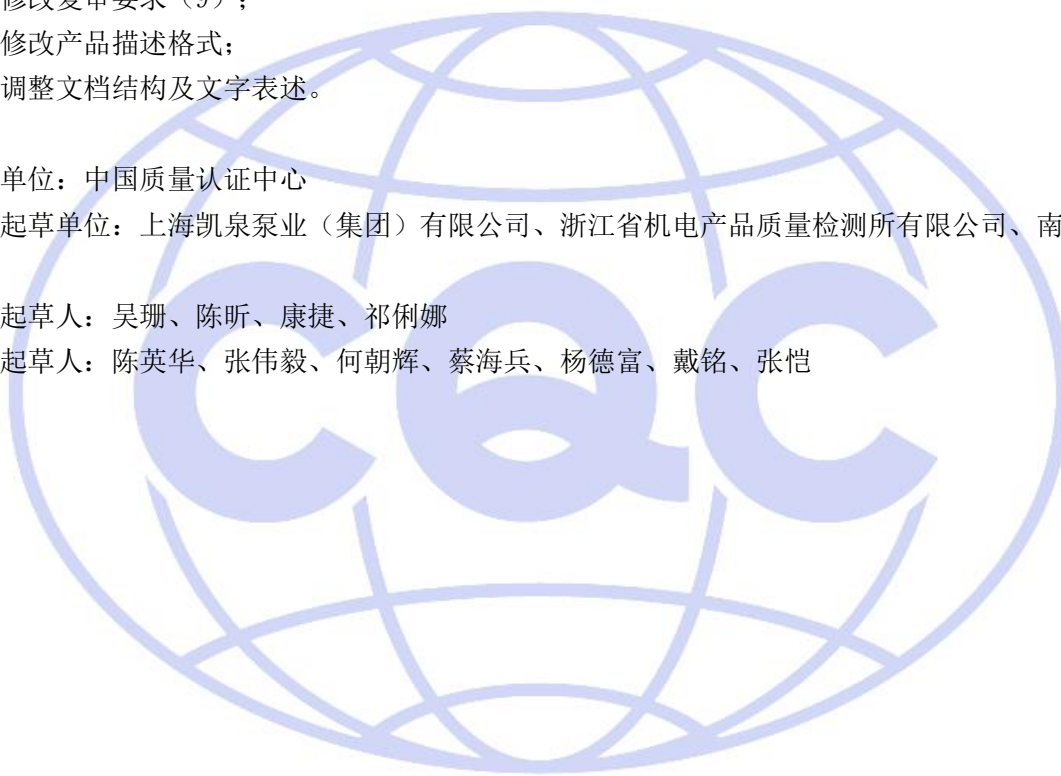 修改复审要求（9）；
修改产品描述格式；
调整文档结构及文字表述。
单位：中国质量认证中心
起草单位：上海凯泉泵业（集团）有限公司、浙江省机电产品质量检测所有限公司、南
起草人：吴珊、陈昕、康捷、祁俐娜
起草人：陈英华、张伟毅、何朝辉、蔡海兵、杨德富、戴铭、张恺
CQC